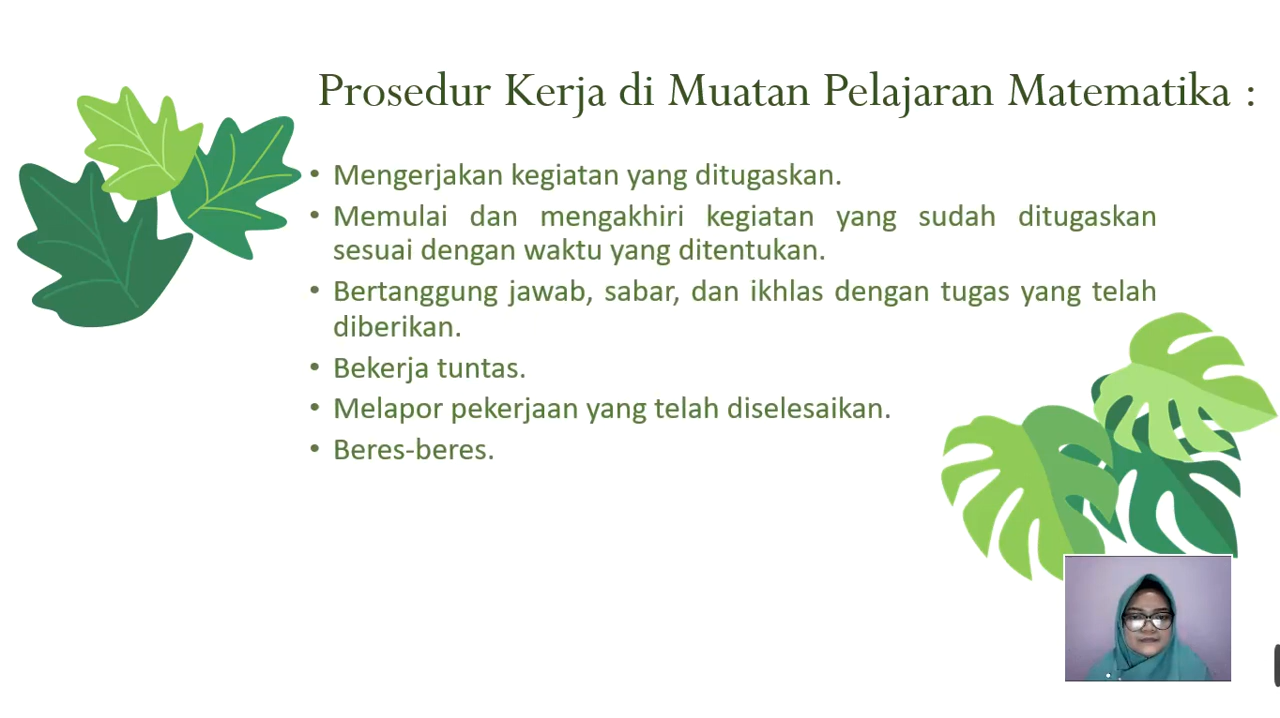 Prosedur Kerja di Muatan Pelajaran Matematika :
• Mengerjakan kegiatan yang ditugaskan.
• Memulai dan mengakhiri kegiatan yang sudah ditugaskan
sesuai dengan waktu yang ditentukan.
• Bertanggung jawab, sabar, dan ikhlas dengan tugas yang telah
diberikan.
• Bekerja tuntas.
• Melapor pekerjaan yang telah diselesaikan.
• Beres-beres.